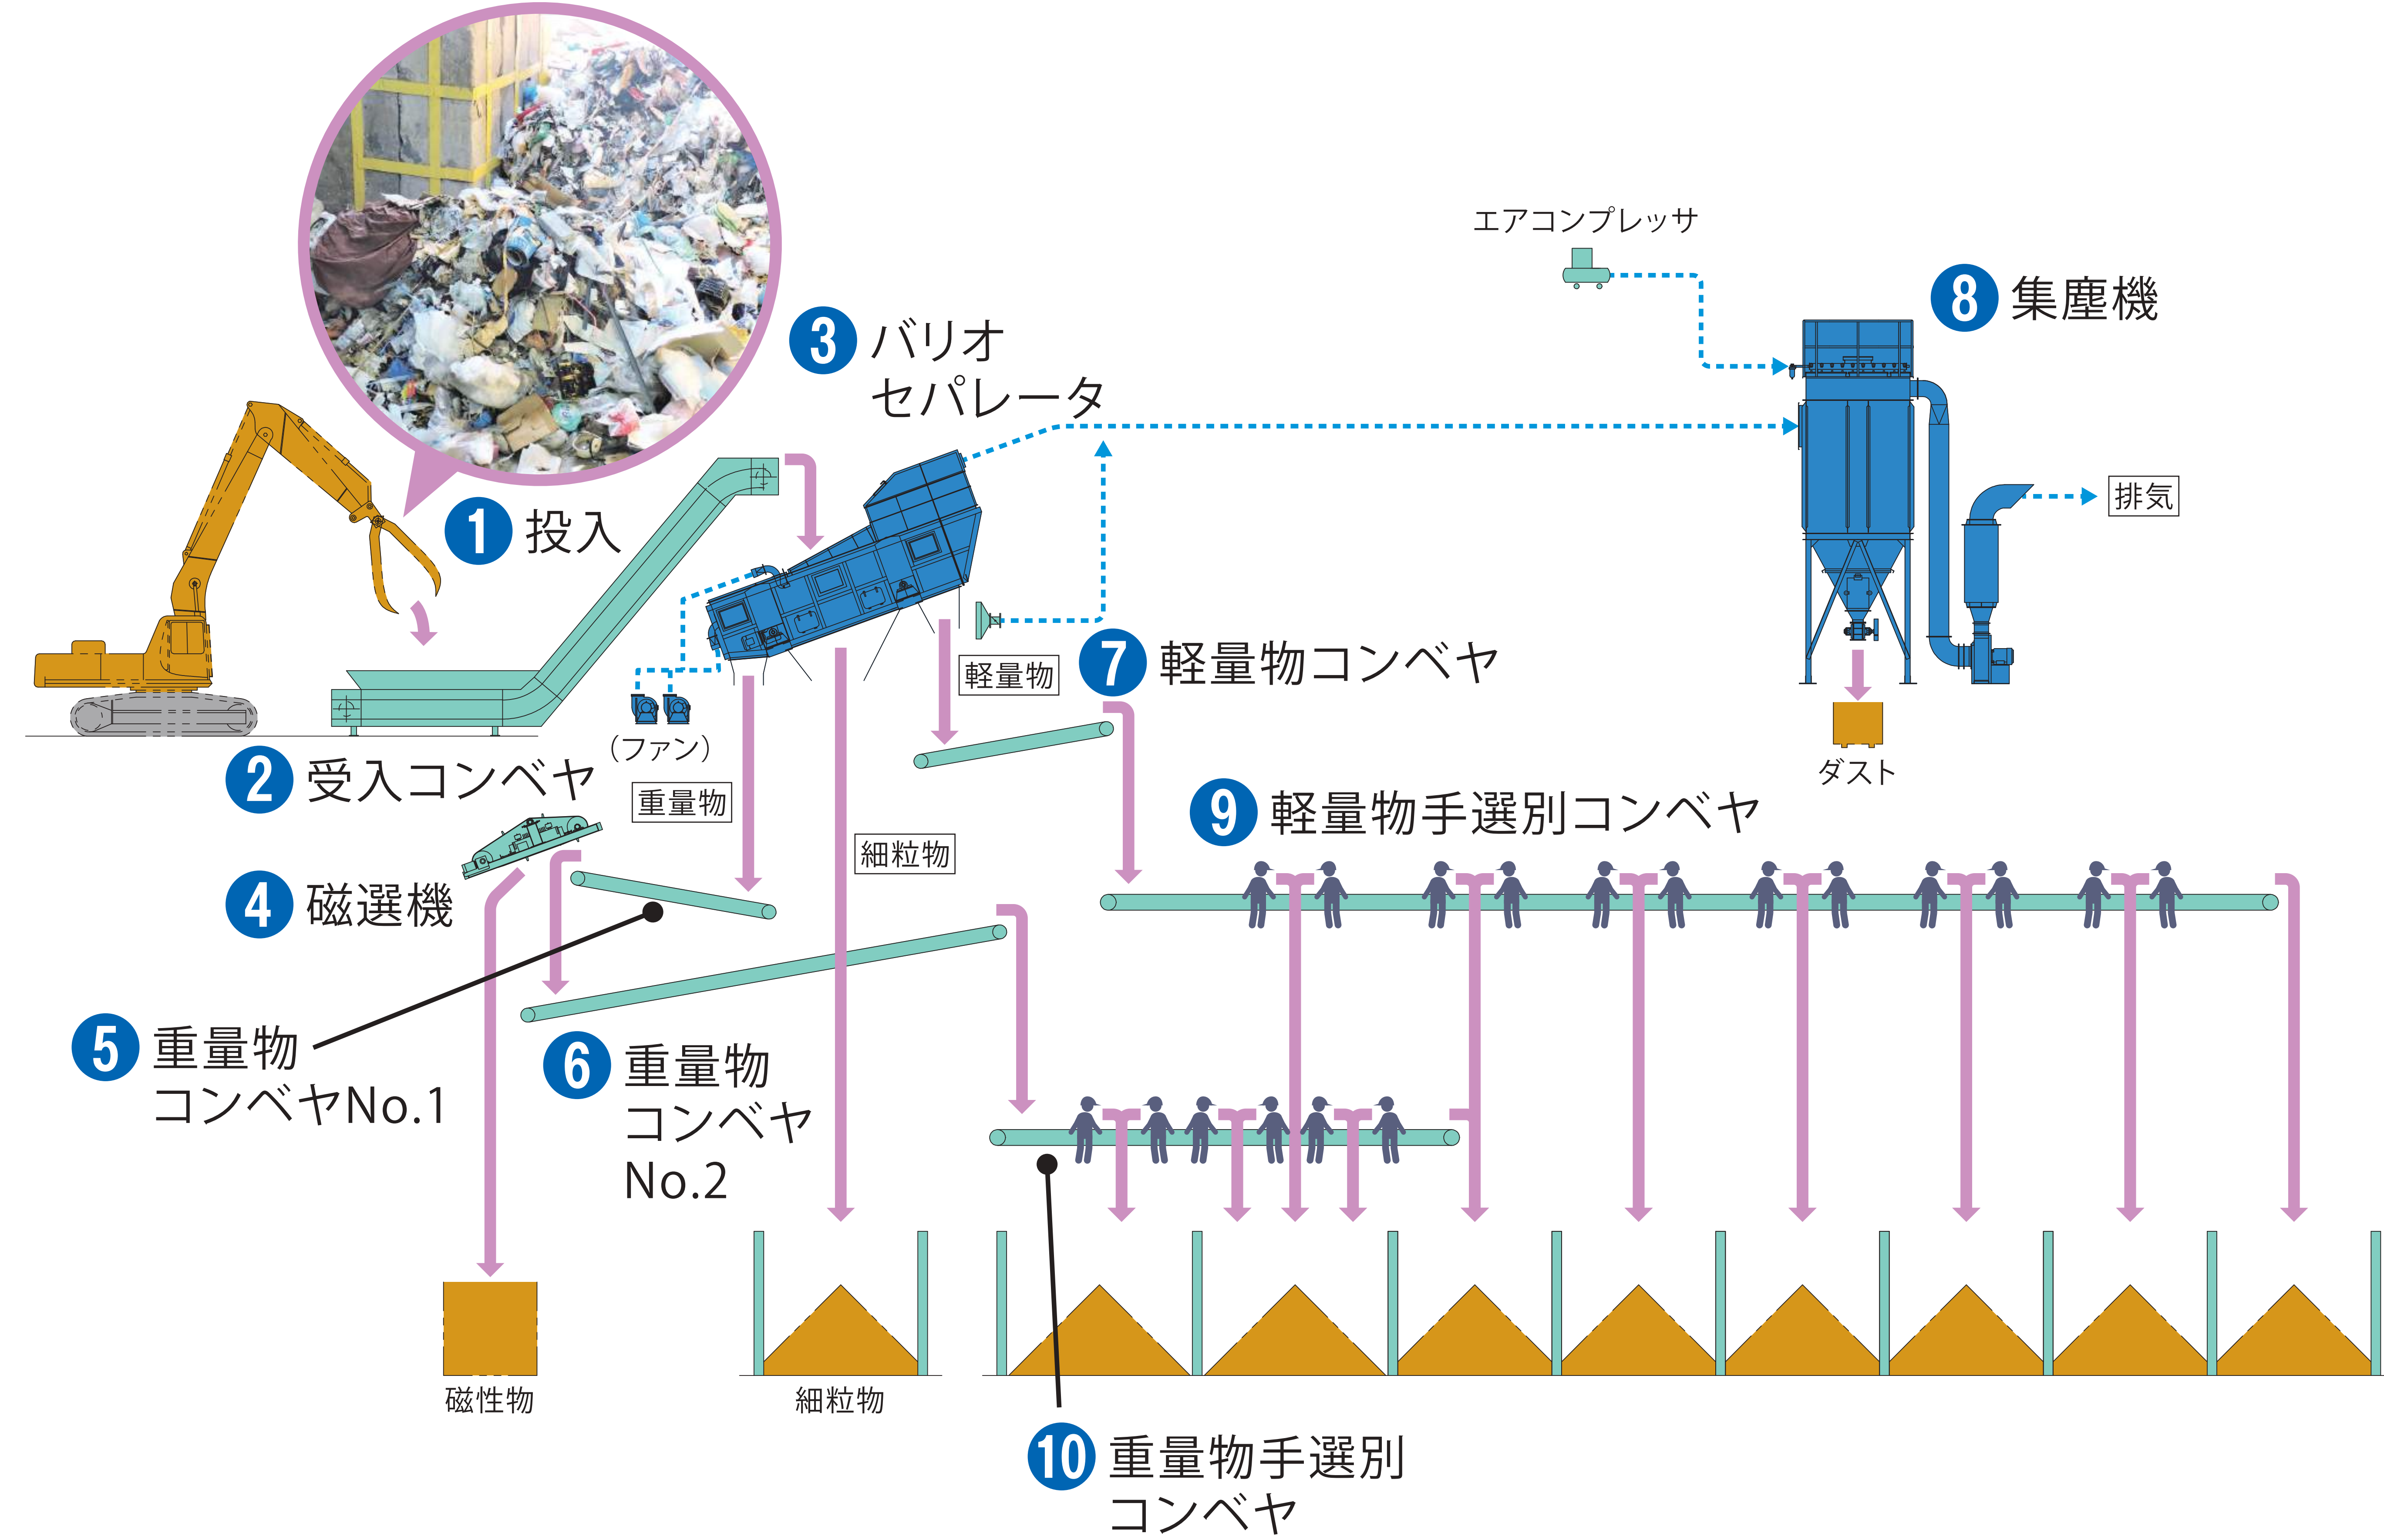 エアコンプレッサ
8 集塵機
3 バリオ
セパレータ
排気
1 投入
軽量物
7 軽量物コンベヤ
(ファン)
2 受入コンベヤ
重量物
ダスト
9 軽量物手選別コンベヤ
細粒物
4 磁選機
5 重量物
コンベヤNo.1
6 重量物
コンベヤ
No.2
磁性物
細粒物
10 重量物手選別
コンベヤ